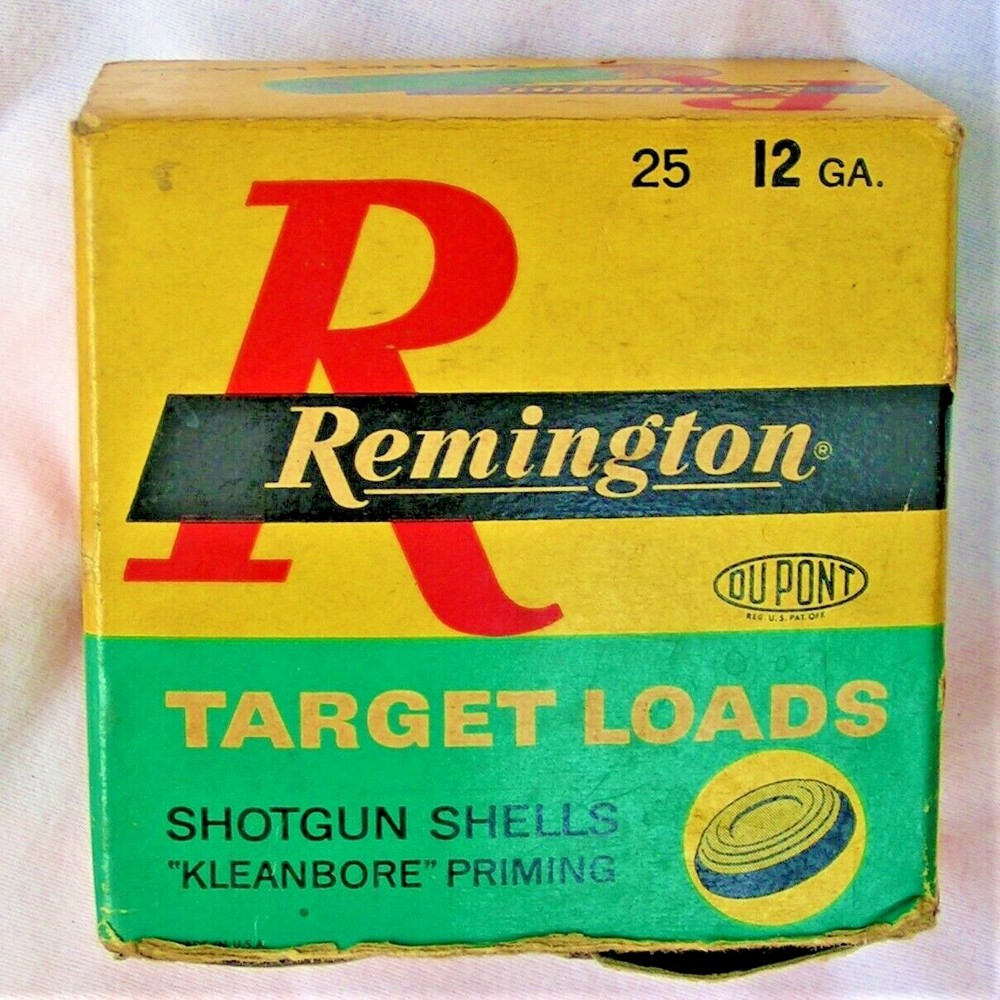 25 12 GA.
R
Remington®
DU PONT
REG. U.S. PAT. OFF.
TARGET LOADS
SHOTGUN SHELLS
"KLEANBORE" PRIMING
U.S.A.